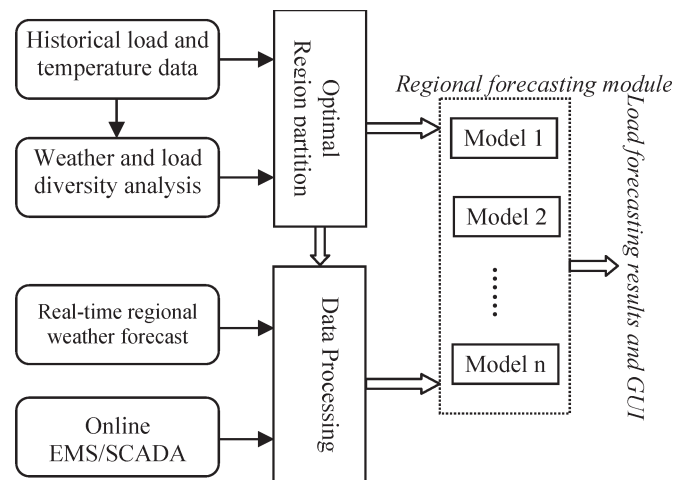 Historical load and
temperature data
Weather and load
diversity analysis
Optimal
Region partition
Regional forecasting module
Model 1
Model 2
Model n
Load forecasting results and GUI
Real-time regional
weather forecast
Online
EMS/SCADA
Data Processing